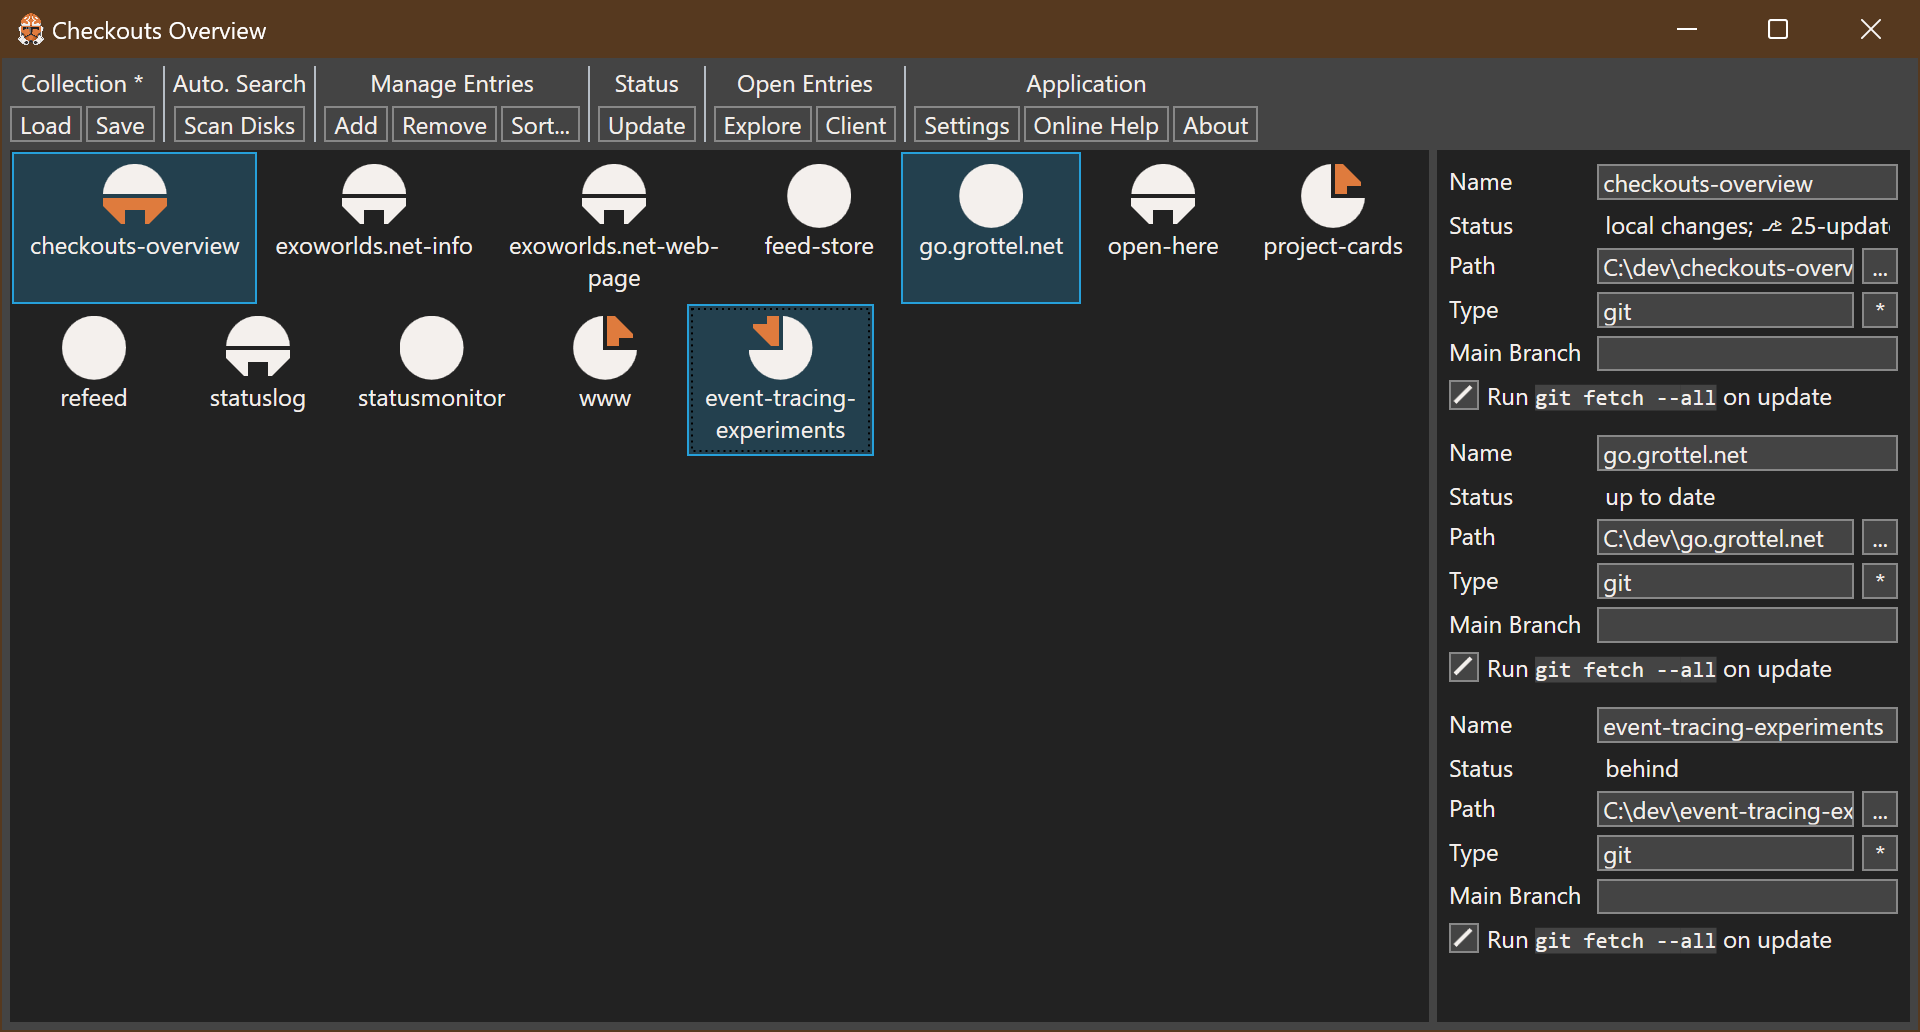 Checkouts Overview
Collection * Auto. Search Manage Entries Status Open Entries Application
Load Save Scan Disks Add Remove Sort... Update Explore Client Settings Online Help About
checkouts-overview exoworlds.net-info exoworlds.net-web- feed-store go.grottel.net open-here project-cards
page
refeed statuslog statusmonitor www event-tracing-
experiments
Name checkouts-overview
Status local changes; ⎇ 25-updat
Path C:\dev\checkouts-overv ...
Type git *
Main Branch
Run git fetch --all on update
Name go.grottel.net
Status up to date
Path C:\dev\go.grottel.net ...
Type git *
Main Branch
Run git fetch --all on update
Name event-tracing-experiments
Status behind
Path C:\dev\event-tracing-ex ...
Type git *
Main Branch
Run git fetch --all on update